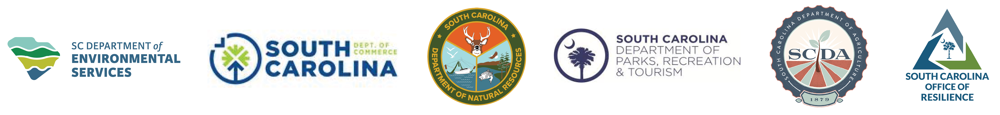 SC DEPARTMENT of
ENVIRONMENTAL
SERVICES
SOUTH
CAROLINA
DEPT. OF
COMMERCE
SOUTH CAROLINA
DEPARTMENT OF NATURAL RESOURCES
SOUTH CAROLINA
DEPARTMENT OF
PARKS, RECREATION
& TOURISM
SOUTH CAROLINA DEPARTMENT OF AGRICULTURE
SCDA
1879
SOUTH CAROLINA
OFFICE OF
RESILIENCE